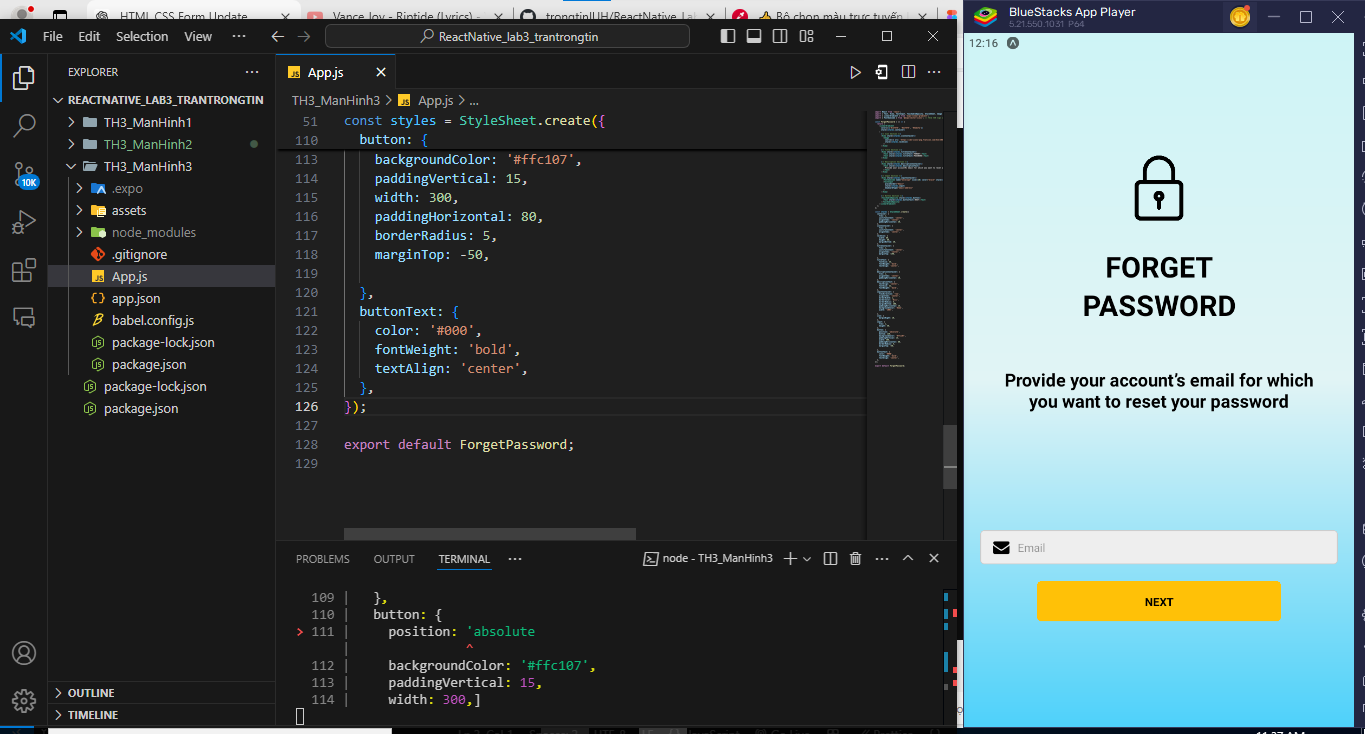 HTML CSS Form Update
Vance Joy - Riptide (Lyrics) -
trongtinIUH/ReactNative_Lab
Bộ chọn màu trực tuyến
File Edit Selection View ···
ReactNative_lab3_trantrongtin
EXPLORER
REACTNATIVE_LAB3_TRANTRONGTIN
TH3_ManHinh1
TH3_ManHinh2
TH3_ManHinh3
.expo
assets
node_modules
.gitignore
App.js
app.json
babel.config.js
package-lock.json
package.json
package-lock.json
package.json
OUTLINE
TIMELINE
10K
App.js
TH3_ManHinh3 > App.js > ...
51 const styles = StyleSheet.create({
110 button: {
113 backgroundColor: '#ffc107',
114 paddingVertical: 15,
115 width: 300,
116 paddingHorizontal: 80,
117 borderRadius: 5,
118 marginTop: -50,
119
120 },
121 buttonText: {
122 color: '#000',
123 fontWeight: 'bold',
124 textAlign: 'center',
125 },
126 });
127
128 export default ForgetPassword;
129
PROBLEMS OUTPUT TERMINAL ···
node - TH3_ManHinh3
109 | },
110 | button: {
> 111 | position: 'absolute
| ^
112 | backgroundColor: '#ffc107',
113 | paddingVertical: 15,
114 | width: 300,]
BlueStacks App Player
5.21.550.1031 P64
12:16
FORGET
PASSWORD
Provide your account’s email for which
you want to reset your password
Email
NEXT